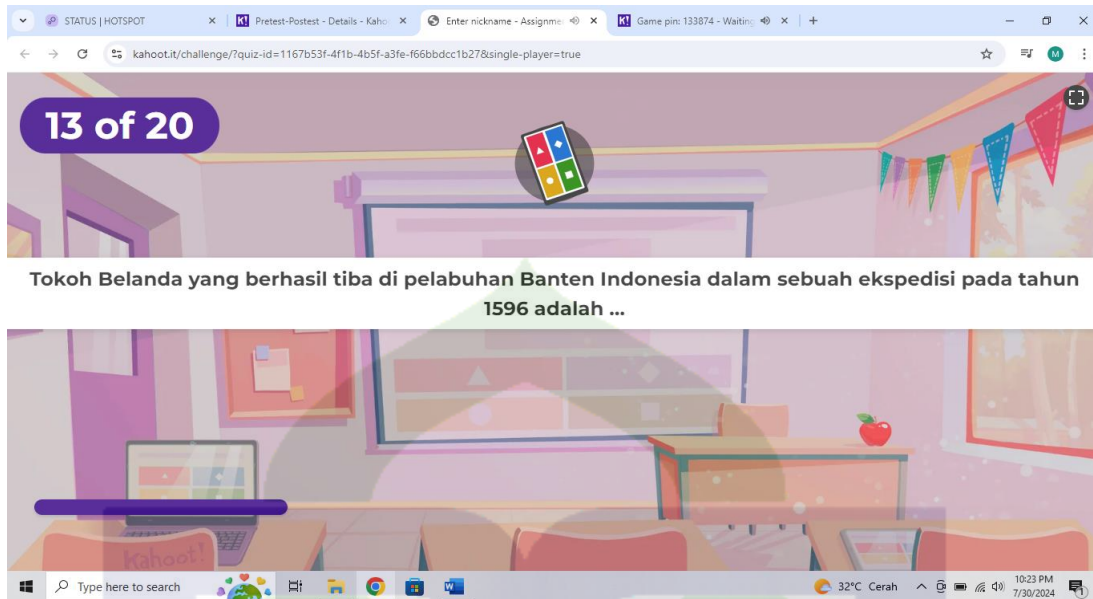 STATUS | HOTSPOT
Pretest-Postest - Details - Kaho
Enter nickname - Assignme
Game pin: 133874 - Waiting
kahoot.it/challenge/?quiz-id=1167b53f-4f1b-4b5f-a3fe-f66bbdcc1b27&single-player=true
M
13 of 20
Tokoh Belanda yang berhasil tiba di pelabuhan Banten Indonesia dalam sebuah ekspedisi pada tahun
1596 adalah ...
Kahoot!
Type here to search
32°C Cerah
10:23 PM
7/30/2024